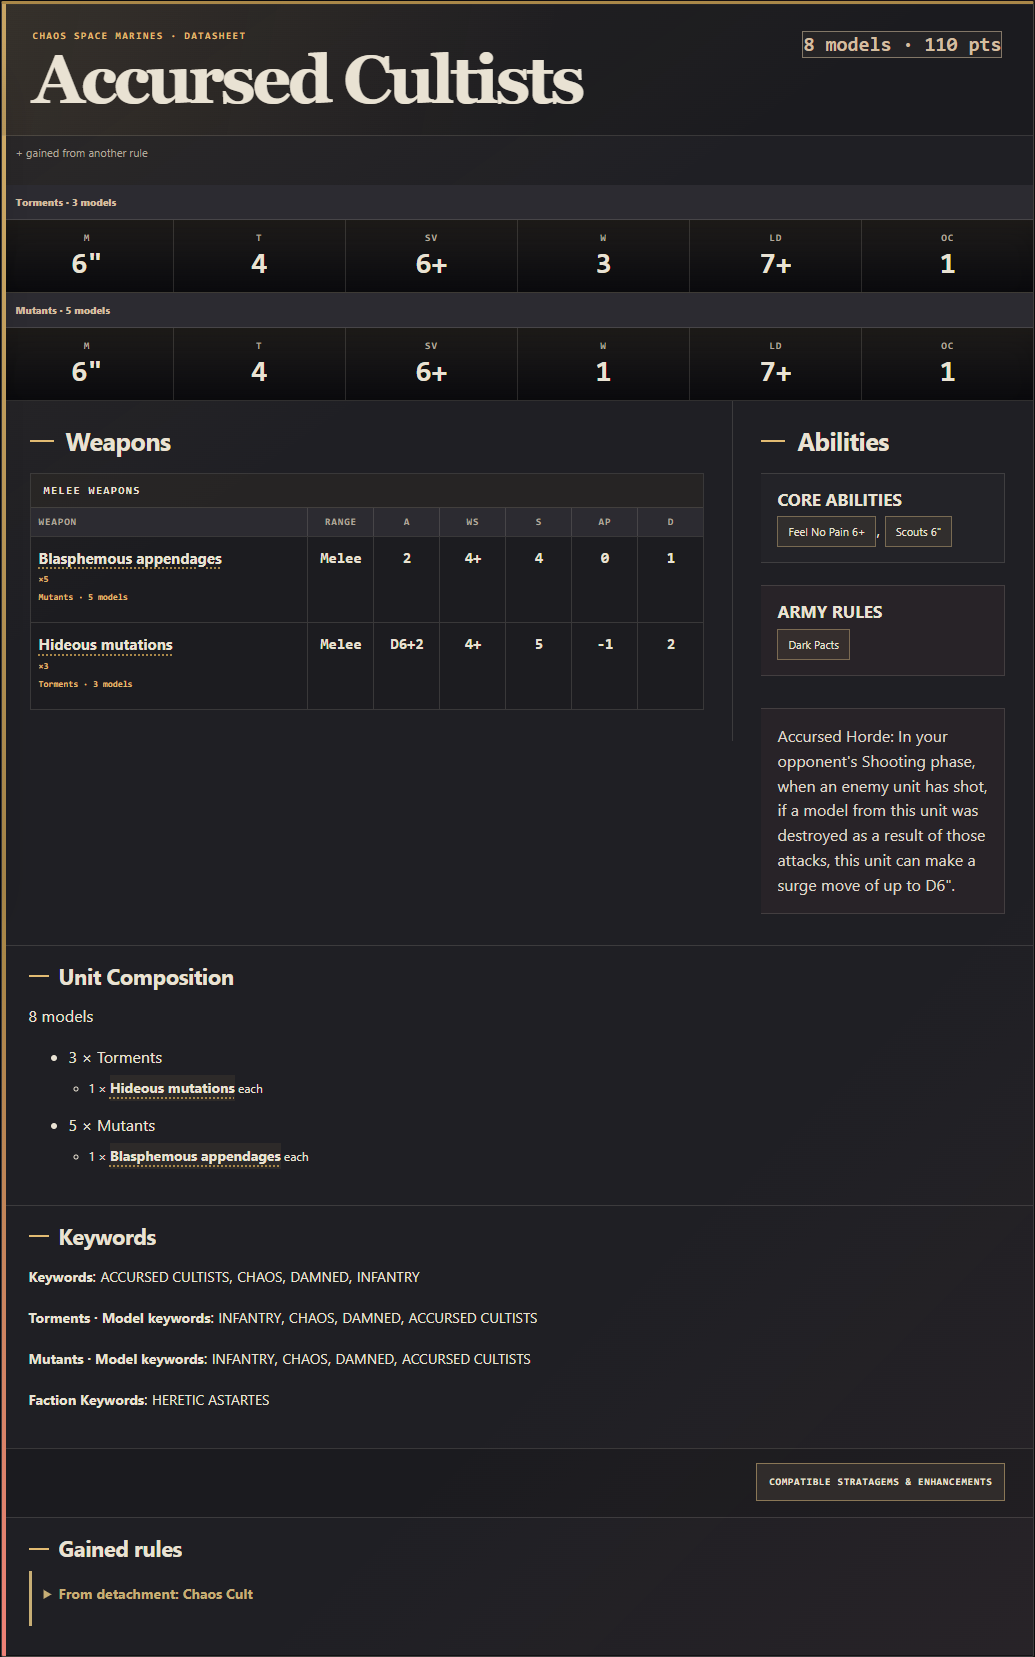 CHAOS SPACE MARINES · DATASHEET
Accursed Cultists
8 models · 110 pts
+ gained from another rule
Torments · 3 models
M T SV W LD OC
6" 4 6+ 3 7+ 1
Mutants · 5 models
M T SV W LD OC
6" 4 6+ 1 7+ 1
Weapons
MELEE WEAPONS
WEAPON RANGE A WS S AP D
Blasphemous appendages Melee 2 4+ 4 0 1
×5
Mutants · 5 models
Hideous mutations Melee D6+2 4+ 5 -1 2
×3
Torments · 3 models
Abilities
CORE ABILITIES
Feel No Pain 6+, Scouts 6"
ARMY RULES
Dark Pacts
Accursed Horde: In your
opponent's Shooting phase,
when an enemy unit has shot,
if a model from this unit was
destroyed as a result of those
attacks, this unit can make a
surge move of up to D6".
Unit Composition
8 models
• 3 × Torments
◦ 1 × Hideous mutations each
• 5 × Mutants
◦ 1 × Blasphemous appendages each
Keywords
Keywords: ACCURSED CULTISTS, CHAOS, DAMNED, INFANTRY
Torments · Model keywords: INFANTRY, CHAOS, DAMNED, ACCURSED CULTISTS
Mutants · Model keywords: INFANTRY, CHAOS, DAMNED, ACCURSED CULTISTS
Faction Keywords: HERETIC ASTARTES
COMPATIBLE STRATAGEMS & ENHANCEMENTS
Gained rules
▶ From detachment: Chaos Cult